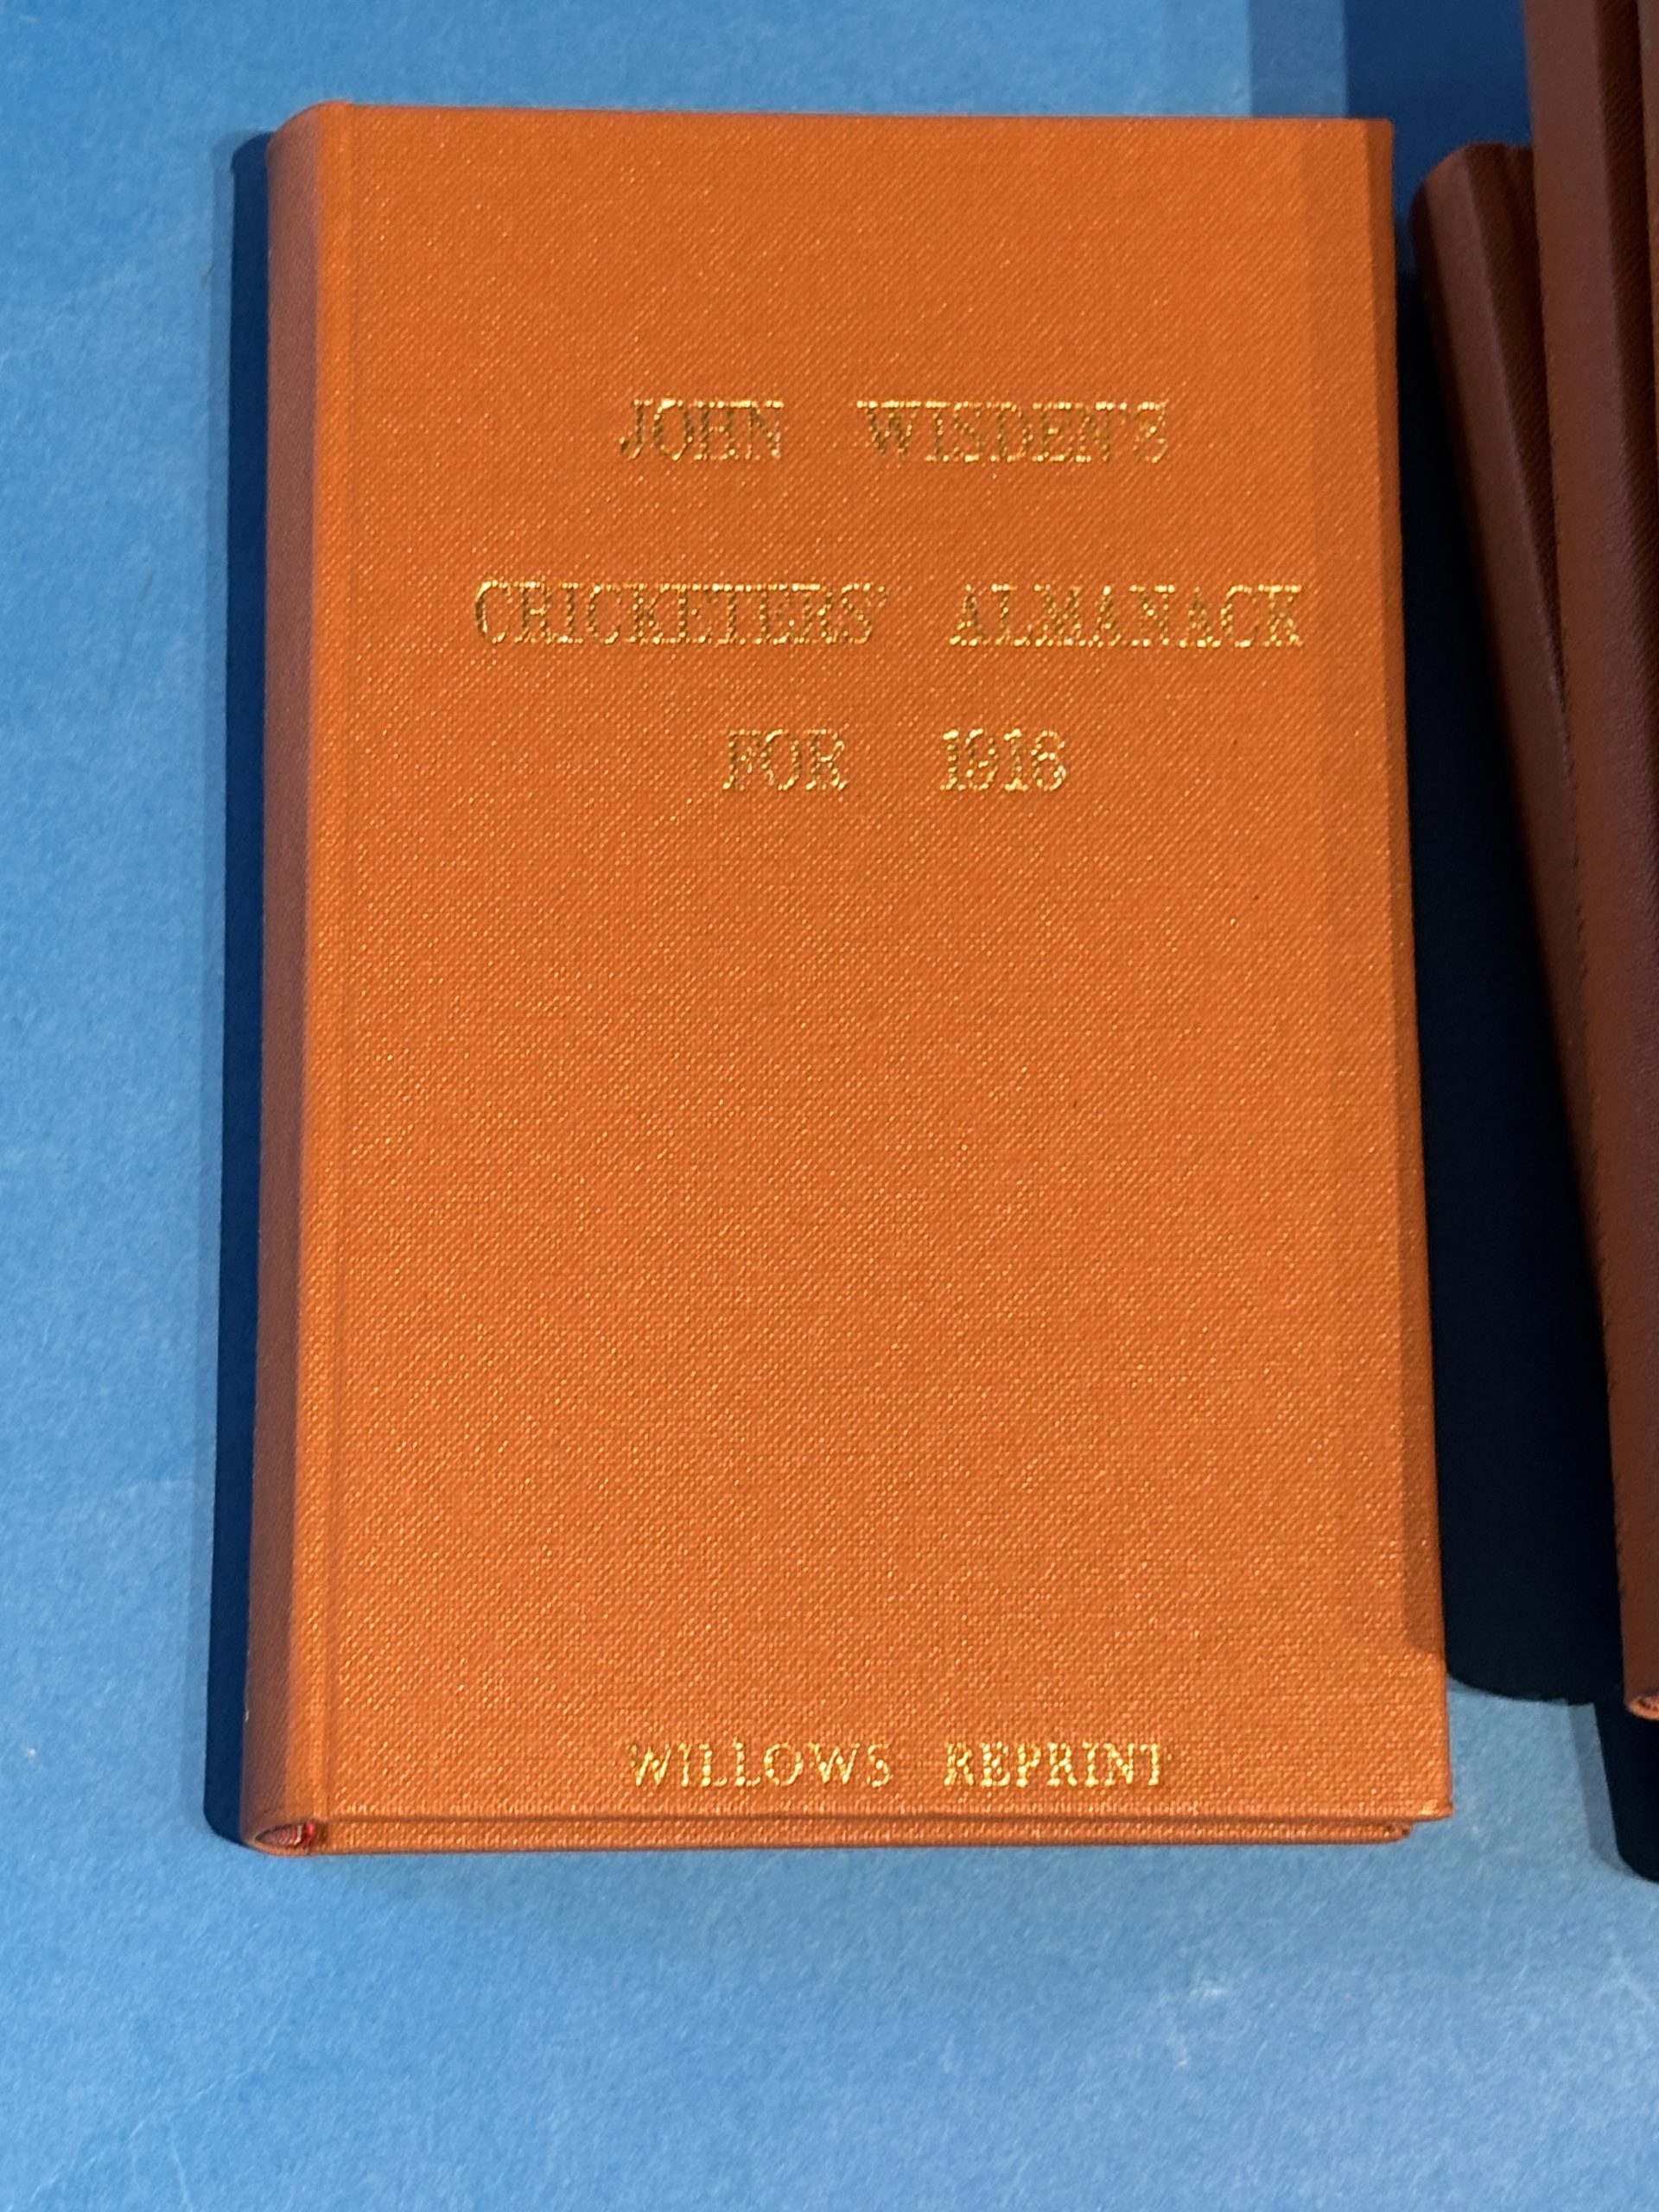 JOHN WISDEN'S
CRICKETERS' ALMANACK
FOR 1916
WILLOWS REPRINT